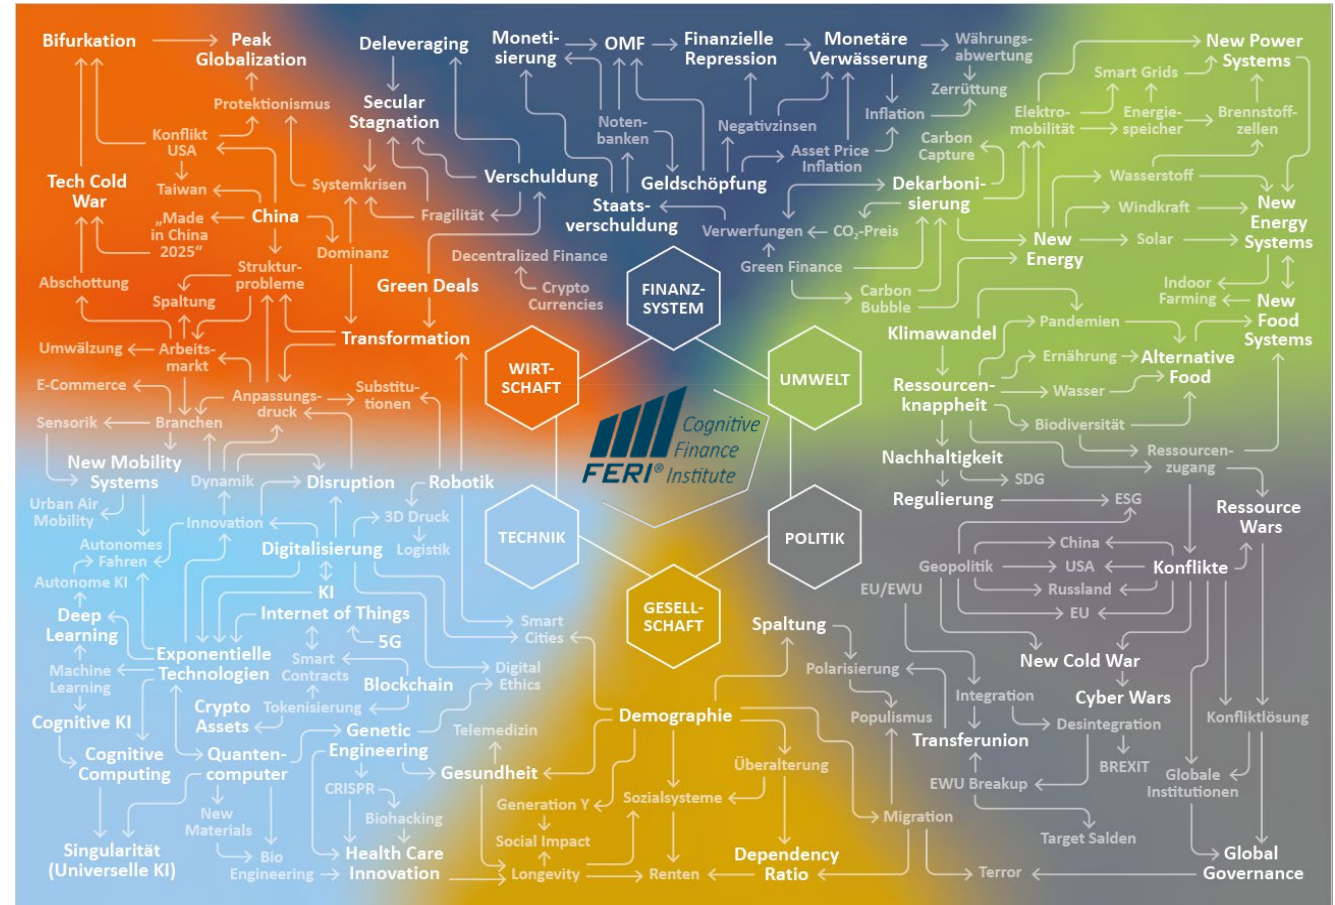 Bifurkation
Peak
Globalization
Protektionismus
Konflikt
USA
Taiwan
Tech Cold
War
„Made
in China
2025“
China
Systemkrisen
Dominanz
Struktur-
probleme
Abschottung
Spaltung
Umwälzung
Arbeits-
markt
E-Commerce
Anpassungs-
druck
Substitu-
tionen
Sensorik
Branchen
Transformation
Green Deals
Deleveraging
Secular
Stagnation
Fragilität
Verschuldung
Moneti-
sierung
OMF
Finanzielle
Repression
Monetäre
Verwässerung
Währungs-
abwertung
Zerrüttung
Inflation
Noten-
banken
Negativzinsen
Asset Price
Inflation
Geldschöpfung
Staats-
verschuldung
Verwerfungen
CO₂-Preis
Decentralized Finance
Crypto
Currencies
Green Finance
Carbon
Bubble
Carbon
Capture
Dekarboni-
sierung
Elektro-
mobilität
Smart Grids
Energie-
speicher
New Power
Systems
Brennstoff-
zellen
Wasserstoff
Windkraft
Solar
New
Energy
New
Energy
Systems
Indoor
Farming
New
Food
Systems
Klimawandel
Pandemien
Ernährung
Alternative
Food
Wasser
Ressourcen-
knappheit
Biodiversität
Ressourcen-
zugang
Nachhaltigkeit
SDG
Regulierung
ESG
Ressource
Wars
FINANZ-
SYSTEM
WIRT-
SCHAFT
UMWELT
TECHNIK
POLITIK
GESELL-
SCHAFT
Cognitive
Finance
FERI® Institute
New Mobility
Systems
Dynamik
Disruption
Robotik
Urban Air
Mobility
Innovation
3D Druck
Logistik
Autonomes
Fahren
Digitalisierung
Autonome KI
KI
Deep
Learning
Internet of Things
5G
Exponentielle
Technologien
Smart
Contracts
Machine
Learning
Blockchain
Crypto
Assets
Tokenisierung
Cognitive KI
Cognitive
Computing
Quanten-
computer
Genetic
Engineering
New
Materials
CRISPR
Biohacking
Singularität
(Universelle KI)
Bio
Engineering
Health Care
Innovation
Smart
Cities
Digital
Ethics
Telemedizin
Gesundheit
Demographie
Generation Y
Sozialsysteme
Überalterung
Social Impact
Longevity
Renten
Dependency
Ratio
Spaltung
Polarisierung
Populismus
Migration
Terror
EU/EWU
Geopolitik
China
USA
Russland
EU
Konflikte
New Cold War
Cyber Wars
Integration
Desintegration
Transferunion
BREXIT
EWU Breakup
Target Salden
Konfliktlösung
Globale
Institutionen
Global
Governance